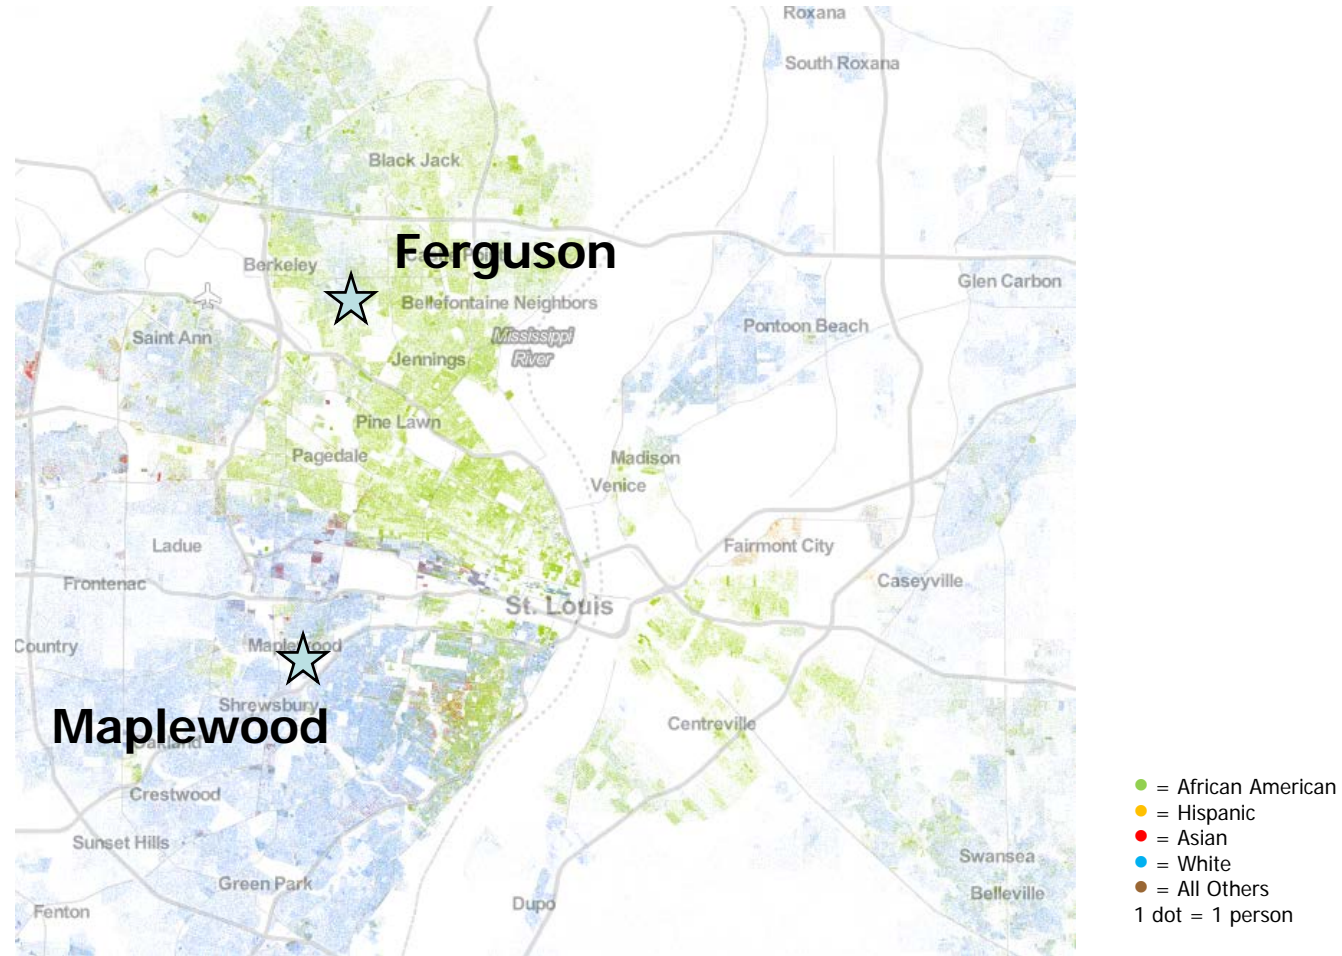 Roxana
South Roxana
Black Jack
Ferguson
Berkeley
Glen Carbon
Bellefontaine Neighbors
Saint Ann
Mississippi
River
Pontoon Beach
Jennings
Pine Lawn
Pagedale
Madison
Venice
Ladue
Fairmont City
Frontenac
Caseyville
St. Louis
Country
Maplewood
Shrewsbury
Maplewood
Oakland
Centreville
Crestwood
Sunset Hills
Green Park
Swansea
Belleville
Dupo
Fenton
= African American
= Hispanic
= Asian
= White
= All Others
1 dot = 1 person